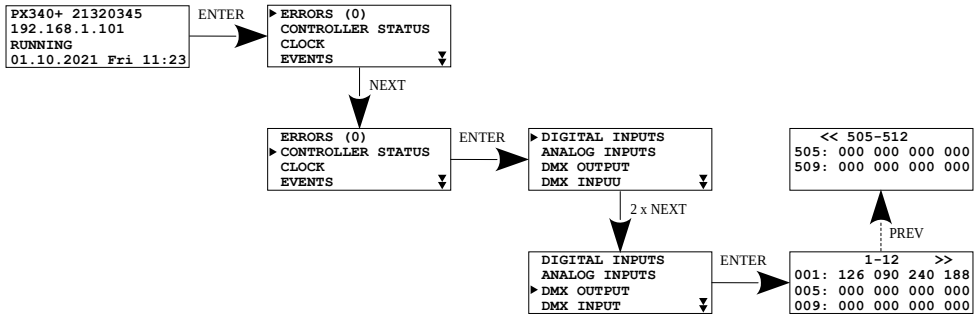 PX340+ 21320345
192.168.1.101
RUNNING
01.10.2021 Fri 11:23
ENTER
ERRORS (0)
CONTROLLER STATUS
CLOCK
EVENTS
NEXT
ERRORS (0)
CONTROLLER STATUS
CLOCK
EVENTS
ENTER
DIGITAL INPUTS
ANALOG INPUTS
DMX OUTPUT
DMX INPUU
2 x NEXT
DIGITAL INPUTS
ANALOG INPUTS
DMX OUTPUT
DMX INPUT
ENTER
1-12 >>
001: 126 090 240 188
005: 000 000 000 000
009: 000 000 000 000
PREV
<< 505-512
505: 000 000 000 000
509: 000 000 000 000